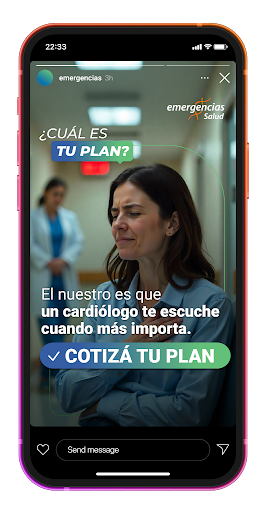 22:33
emergencias 3h
emergencias
Salud
¿CUÁL ES
TU PLAN?
El nuestro es que
un cardiólogo te escuche
cuando más importa.
COTIZÁ TU PLAN
Send message